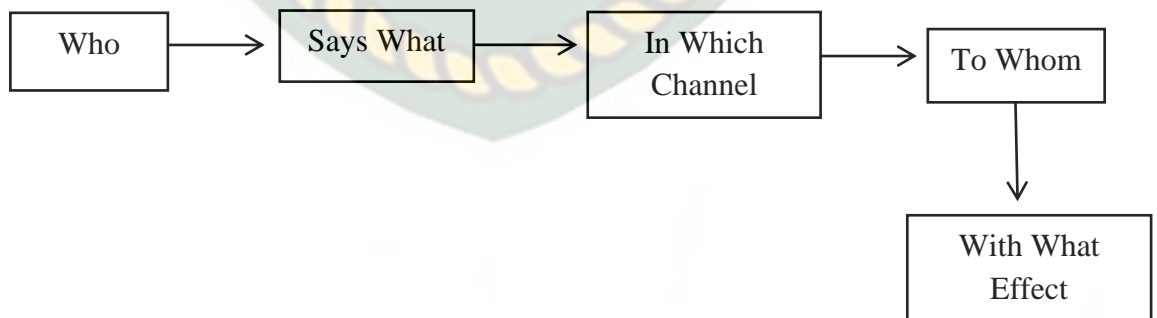 Who
Says What
In Which
Channel
To Whom
With What
Effect